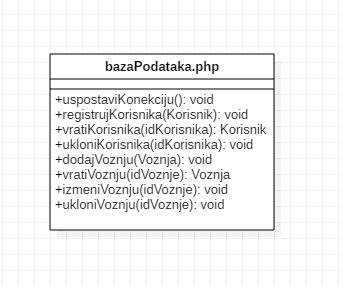 bazaPodataka.php
+uspostaviKonekciju(): void
+registrujKorisnika(Korisnik): void
+vratiKorisnika(idKorisnika): Korisnik
+ukloniKorisnika(idKorisnika): void
+dodajVoznju(Voznja): void
+vratiVoznju(idVoznje): Voznja
+izmeniVoznju(idVoznje): void
+ukloniVoznju(idVoznje): void